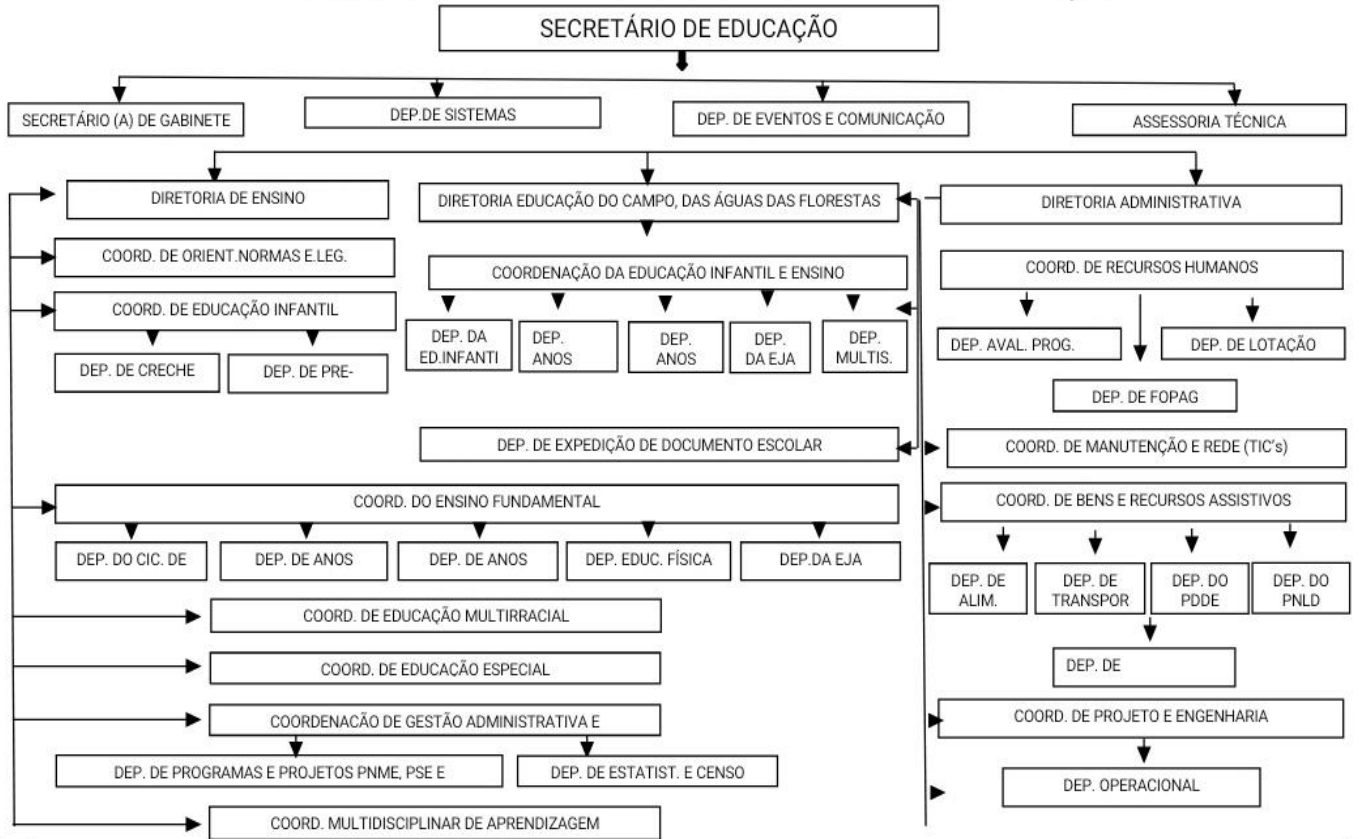 SECRETÁRIO DE EDUCAÇÃO
SECRETÁRIO (A) DE GABINETE
DEP.DE SISTEMAS
DEP. DE EVENTOS E COMUNICAÇÃO
ASSESSORIA TÉCNICA
DIRETORIA DE ENSINO
DIRETORIA EDUCAÇÃO DO CAMPO, DAS ÁGUAS DAS FLORESTAS
DIRETORIA ADMINISTRATIVA
COORD. DE ORIENT.NORMAS E.LEG.
COORD. DE EDUCAÇÃO INFANTIL
DEP. DE CRECHE
DEP. DE PRE-
COORDENAÇÃO DA EDUCAÇÃO INFANTIL E ENSINO
DEP. DA
ED.INFANTI
DEP.
ANOS
DEP.
ANOS
DEP.
DA EJA
DEP.
MULTIS.
COORD. DE RECURSOS HUMANOS
DEP. AVAL. PROG.
DEP. DE LOTAÇÃO
DEP. DE FOPAG
DEP. DE EXPEDIÇÃO DE DOCUMENTO ESCOLAR
COORD. DE MANUTENÇÃO E REDE (TIC's)
COORD. DO ENSINO FUNDAMENTAL
DEP. DO CIC. DE
DEP. DE ANOS
DEP. DE ANOS
DEP. EDUC. FÍSICA
DEP.DA EJA
COORD. DE BENS E RECURSOS ASSISTIVOS
DEP. DE
ALIM.
DEP. DE
TRANSPOR
DEP. DO
PDDE
DEP. DO
PNLD
DEP. DE
COORD. DE EDUCAÇÃO MULTIRRACIAL
COORD. DE EDUCAÇÃO ESPECIAL
COORDENACÃO DE GESTÃO ADMINISTRATIVA E
DEP. DE PROGRAMAS E PROJETOS PNME, PSE E
DEP. DE ESTATIST. E CENSO
COORD. MULTIDISCIPLINAR DE APRENDIZAGEM
COORD. DE PROJETO E ENGENHARIA
DEP. OPERACIONAL